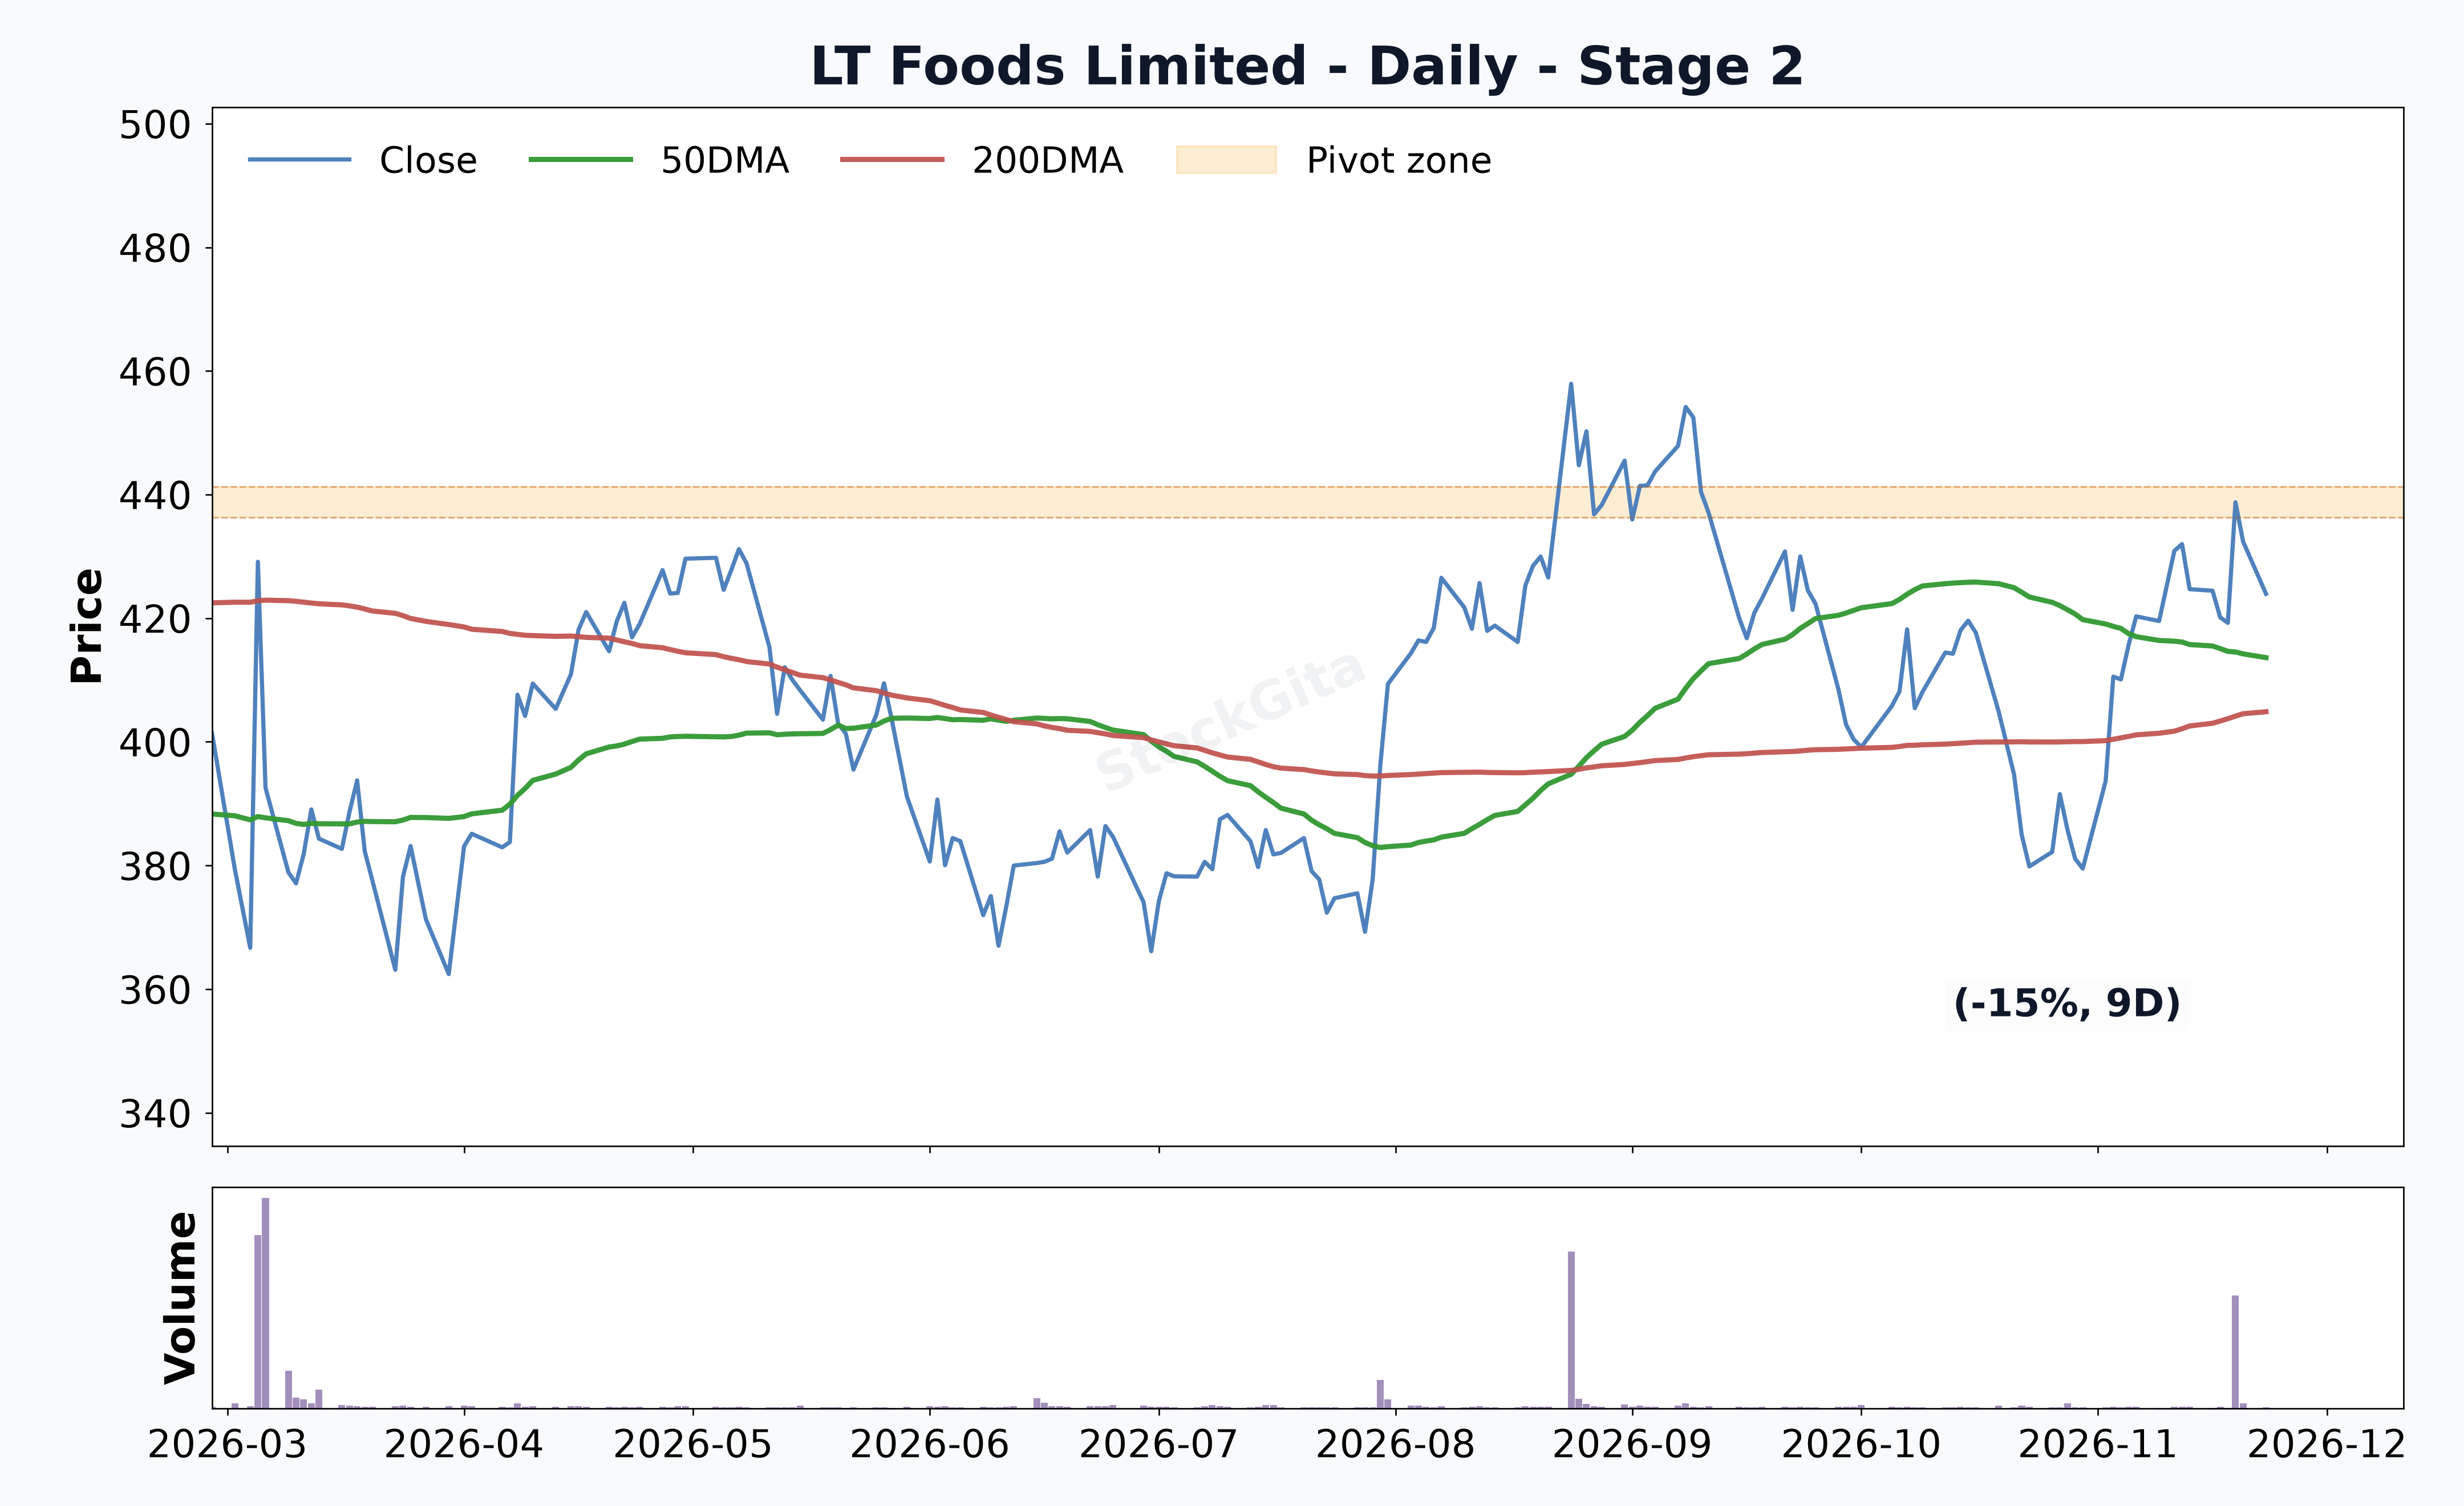 LT Foods Limited - Daily - Stage 2
Close 50DMA 200DMA Pivot zone
500
480
460
440
420
400
380
360
340
Price
StockGita
(-15%, 9D)
Volume
2026-03 2026-04 2026-05 2026-06 2026-07 2026-08 2026-09 2026-10 2026-11 2026-12